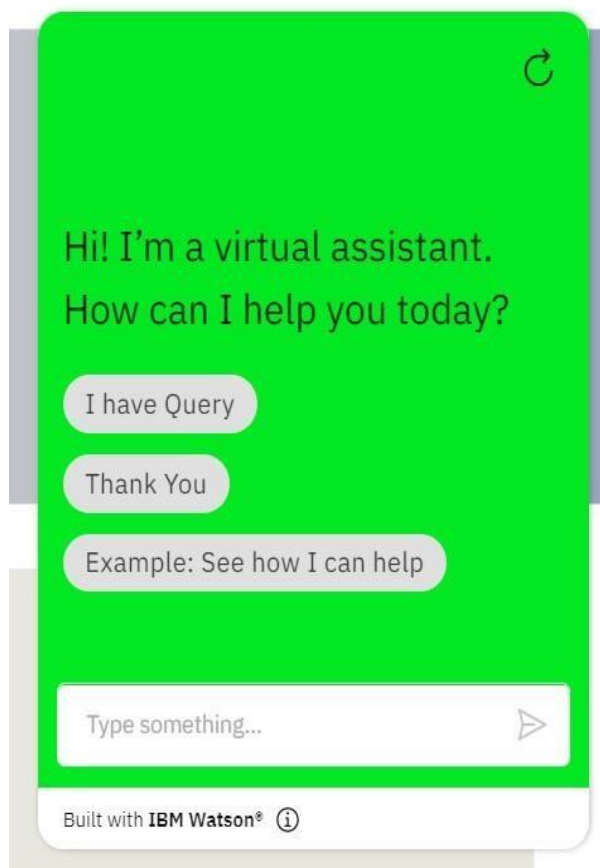 Hi! I’m a virtual assistant.
How can I help you today?
I have Query
Thank You
Example: See how I can help
Type something...
Built with IBM Watson®